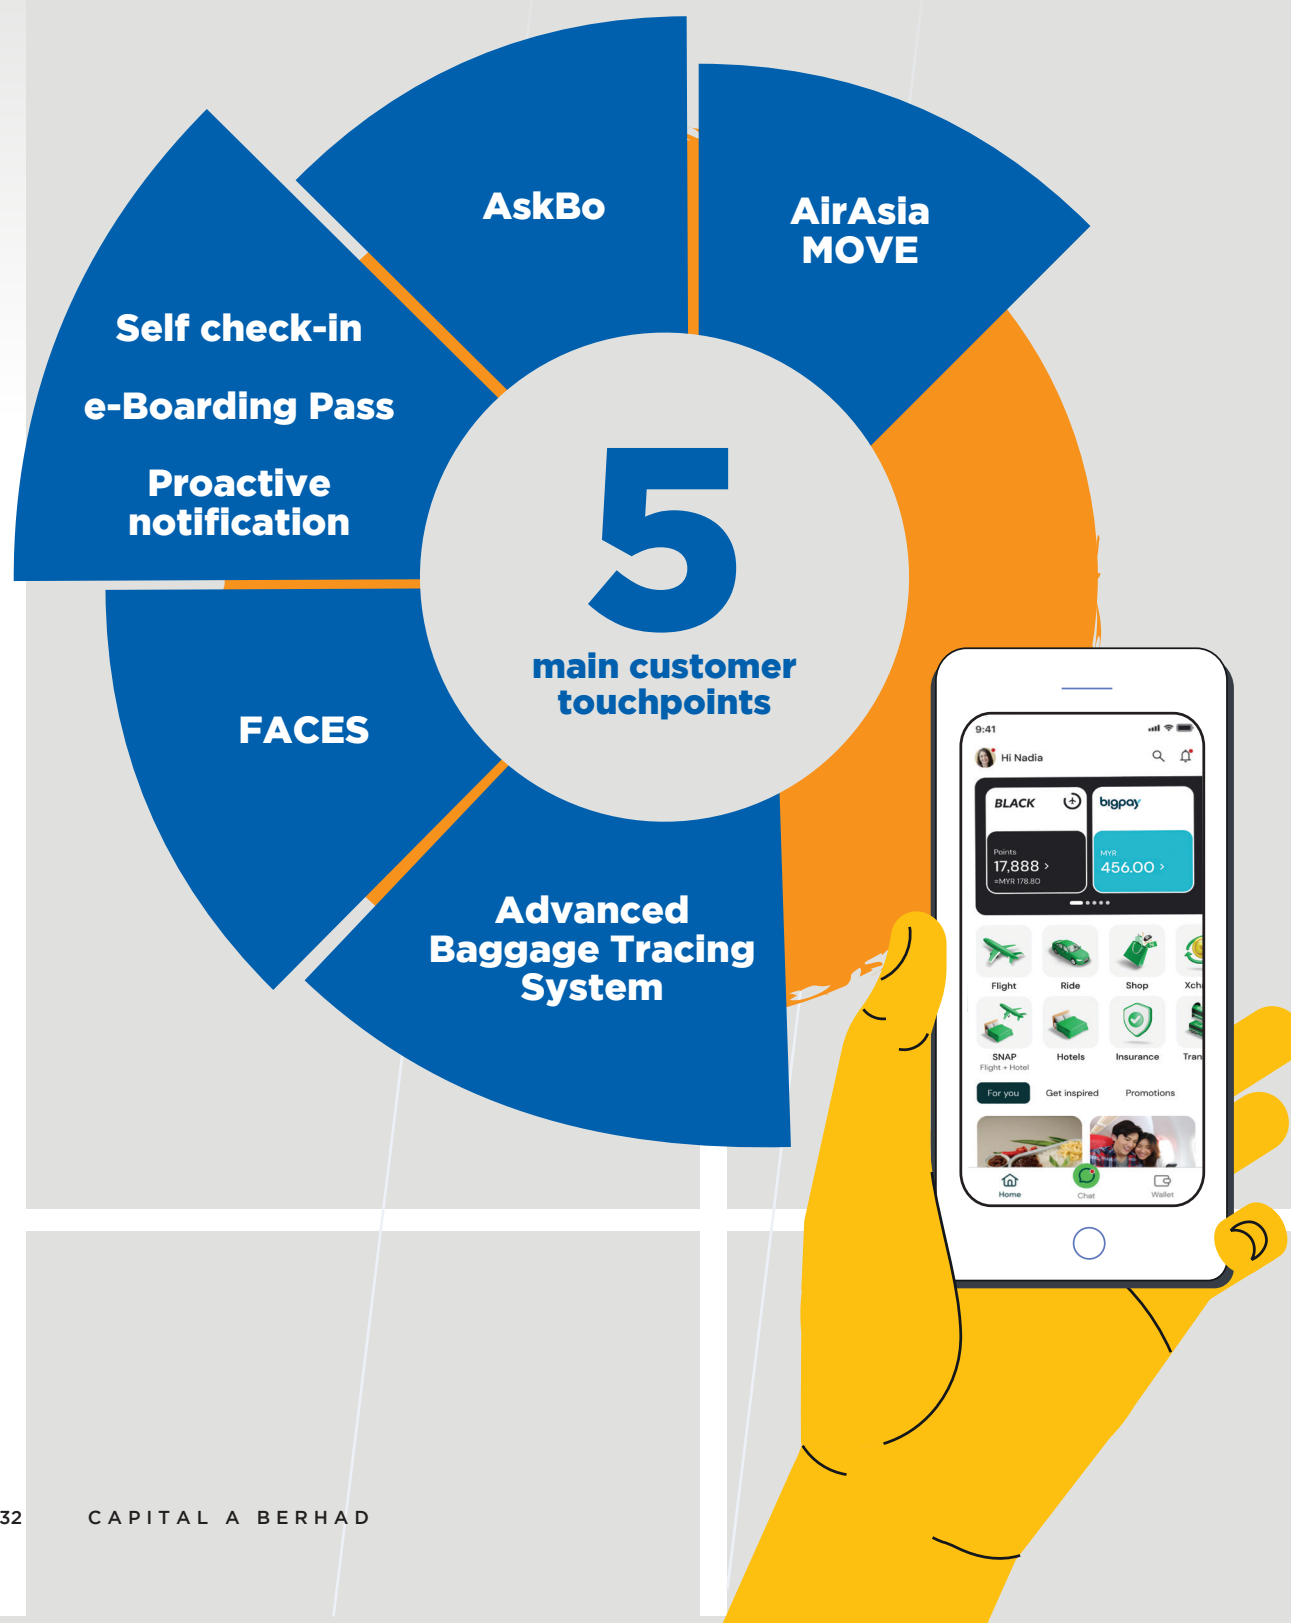 AskBo
AirAsia
MOVE
Self check-in
e-Boarding Pass
Proactive
notification
5
main customer
touchpoints
FACES
Advanced
Baggage Tracing
System
9:41
Hi Nadia
BLACK
bigpay
Points
17,888 >
=MYR 178.80
MYR
456.00 >
Flight
Ride
Shop
Xch
SNAP
Flight + Hotel
Hotels
Insurance
Tran
For you
Get inspired
Promotions
Home
Chat
Wallet
32
CAPITAL A BERHAD